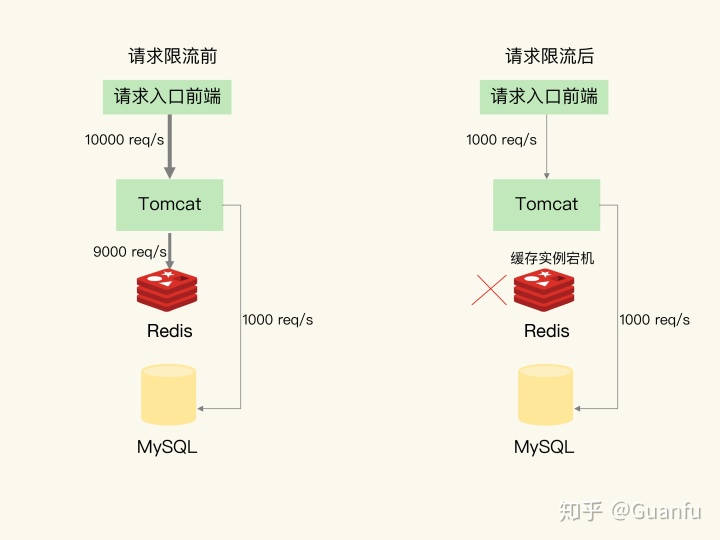 请求限流前
请求入口前端
10000 req/s
Tomcat
9000 req/s
Redis
1000 req/s
MySQL
请求限流后
请求入口前端
1000 req/s
Tomcat
缓存实例宕机
Redis
1000 req/s
MySQL
知乎 @Guanfu